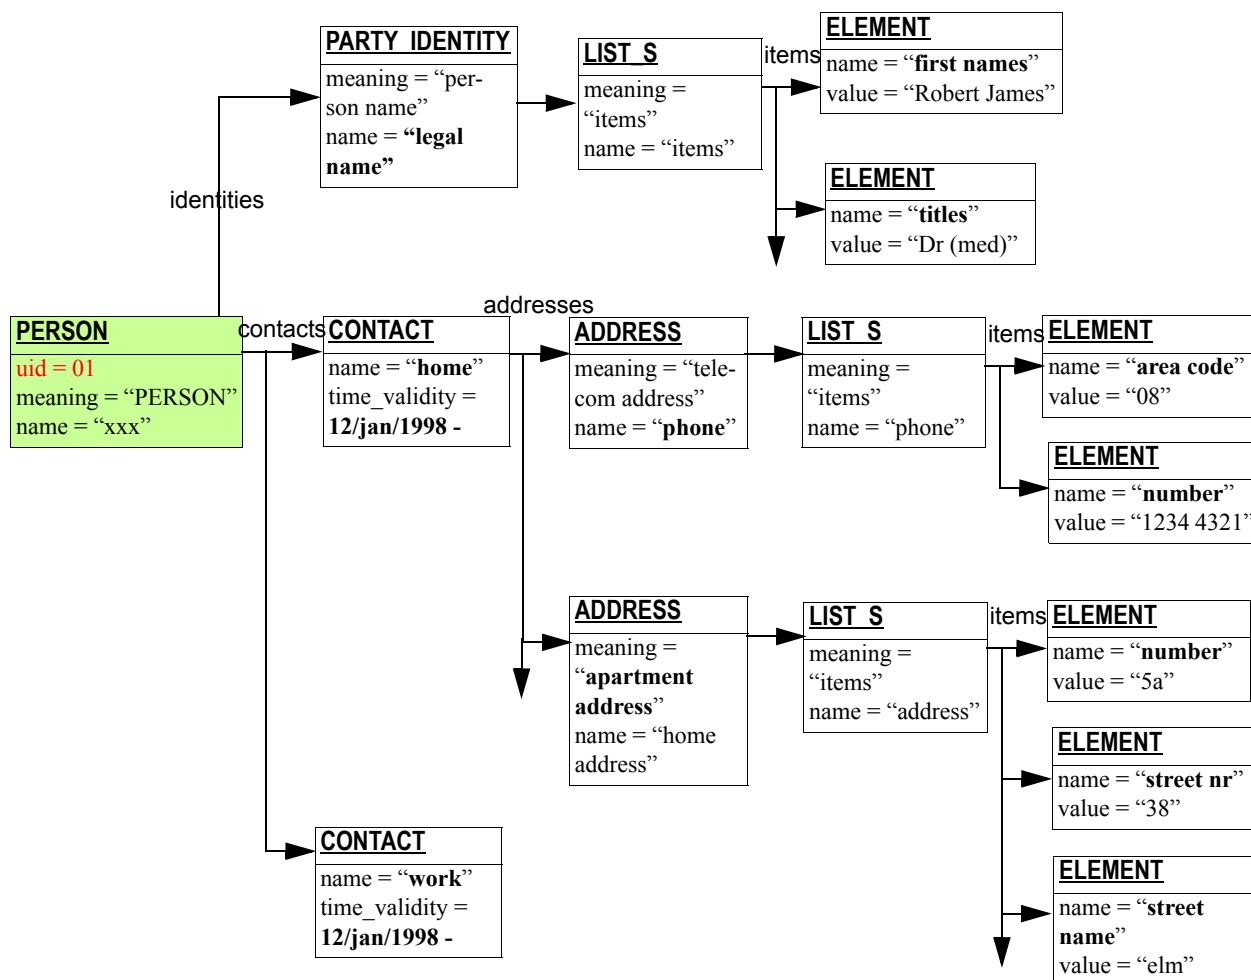 PARTY_IDENTITY
meaning = “per-
son name”
name = “legal
name”
LIST_S
meaning =
“items”
name = “items”
items
ELEMENT
name = “first names”
value = “Robert James”
ELEMENT
name = “titles”
value = “Dr (med)”
identities
PERSON
uid = 01
meaning = “PERSON”
name = “xxx”
contacts
CONTACT
name = “home”
time_validity =
12/jan/1998 -
addresses
ADDRESS
meaning = “tele-
com address”
name = “phone”
LIST_S
meaning =
“items”
name = “phone”
items
ELEMENT
name = “area code”
value = “08”
ELEMENT
name = “number”
value = “1234 4321”
ADDRESS
meaning =
“apartment
address”
name = “home
address”
LIST_S
meaning =
“items”
name = “address”
items
ELEMENT
name = “number”
value = “5a”
ELEMENT
name = “street nr”
value = “38”
ELEMENT
name = “street
name”
value = “elm”
CONTACT
name = “work”
time_validity =
12/jan/1998 -